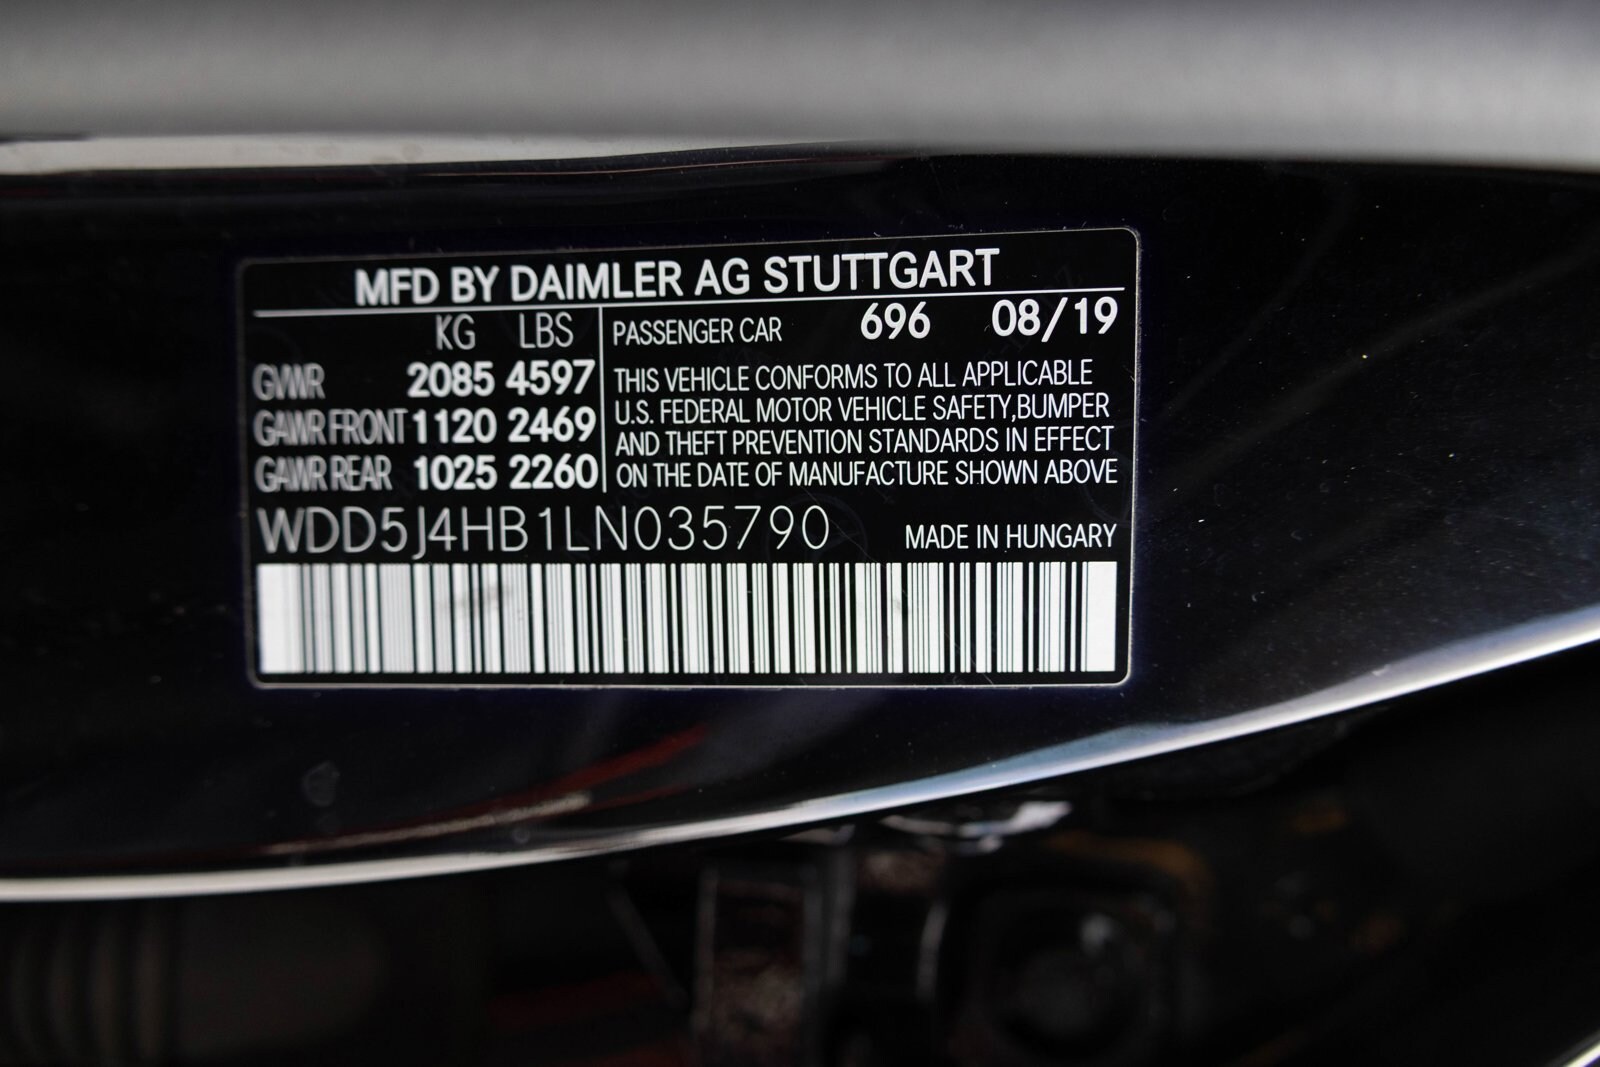 MFD BY DAIMLER AG STUTTGART
KG LBS
GVWR 2085 4597
GAWR FRONT 1120 2469
GAWR REAR 1025 2260
PASSENGER CAR 696 08/19
THIS VEHICLE CONFORMS TO ALL APPLICABLE
U.S. FEDERAL MOTOR VEHICLE SAFETY,BUMPER
AND THEFT PREVENTION STANDARDS IN EFFECT
ON THE DATE OF MANUFACTURE SHOWN ABOVE
WDD5J4HB1LN035790 MADE IN HUNGARY